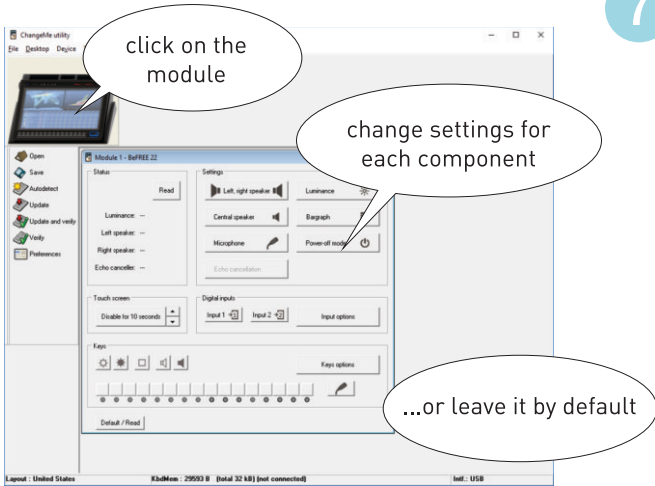 7
ChangeMe utility
File Desktop Device
click on the
module
change settings for
each component
Open
Save
Autodetect
Update
Update and verify
Verify
Preferences
Module 1 - BeFREE 22
Status
Read
Luminance: ---
Left speaker: ---
Right speaker: ---
Echo canceller: ---
Settings
Left, right speaker
Luminance
Central speaker
Bargraph
Microphone
Power-off mode
Echo cancellation
Touch screen
Disable for 10 seconds
Digital inputs
Input 1
Input 2
Input options
Keys
Keys options
Default / Read
...or leave it by default
Layout : United States KbdMem : 29593 B (total 32 kB) (not connected) Intf.: USB